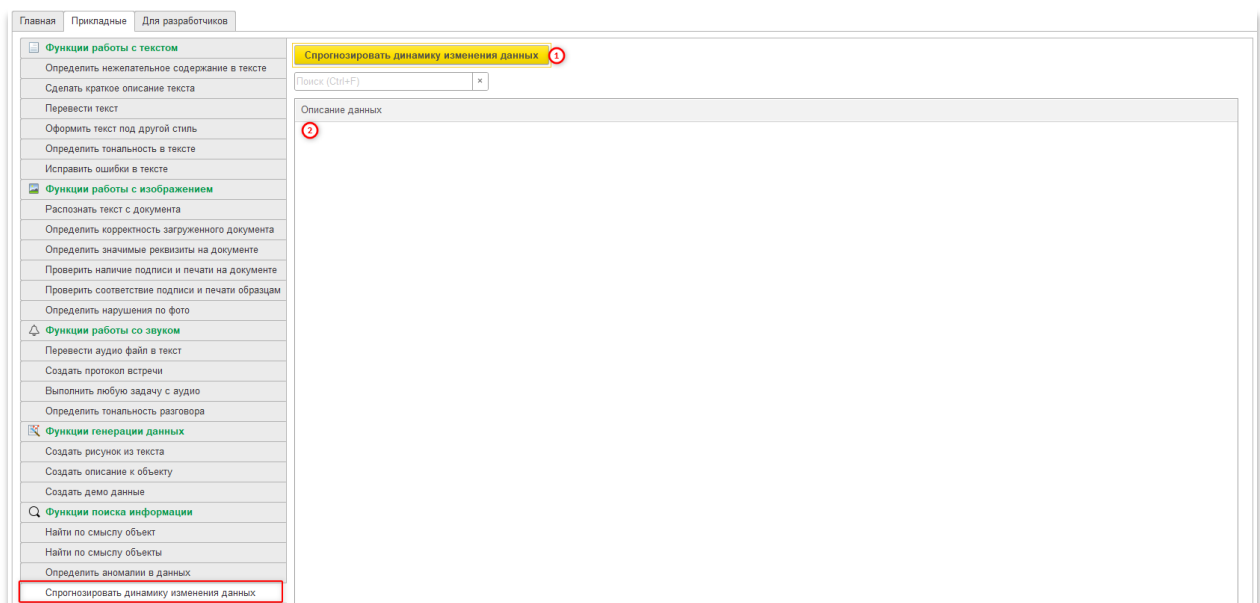 Главная Прикладные Для разработчиков
Функции работы с текстом
Определить нежелательное содержание в тексте
Сделать краткое описание текста
Перевести текст
Оформить текст под другой стиль
Определить тональность в тексте
Исправить ошибки в тексте
Функции работы с изображением
Распознать текст с документа
Определить корректность загруженного документа
Определить значимые реквизиты на документе
Проверить наличие подписи и печати на документе
Проверить соответствие подписи и печати образцам
Определить нарушения по фото
Функции работы со звуком
Перевести аудио файл в текст
Создать протокол встречи
Выполнить любую задачу с аудио
Определить тональность разговора
Функции генерации данных
Создать рисунок из текста
Создать описание к объекту
Создать демо данные
Функции поиска информации
Найти по смыслу объект
Найти по смыслу объекты
Определить аномалии в данных
Спрогнозировать динамику изменения данных
Спрогнозировать динамику изменения данных 1
Поиск (Ctrl+F) ×
Описание данных
2